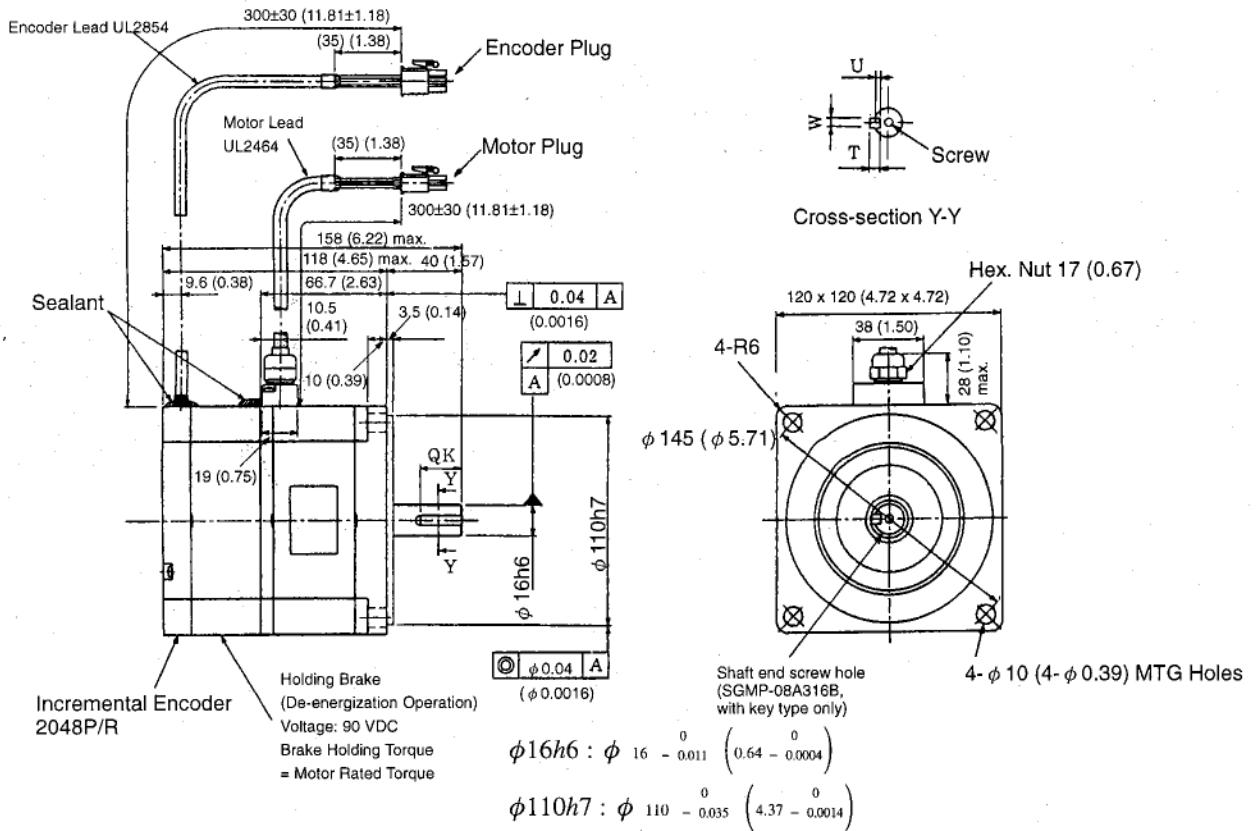 300±30 (11.81±1.18)
Encoder Lead UL2854
(35) (1.38)
Encoder Plug
Motor Lead
UL2464
(35) (1.38)
Motor Plug
300±30 (11.81±1.18)
158 (6.22) max.
118 (4.65) max. 40 (1.57)
9.6 (0.38) 66.7 (2.63)
Sealant
10.5
(0.41)
3.5 (0.14)
⊥ 0.04 A
(0.0016)
↗ 0.02
A (0.0008)
10 (0.39)
19 (0.75)
QK
Y
Y
φ 16h6
φ 110h7
◎ φ0.04 A
(φ0.0016)
Incremental Encoder
2048P/R
Holding Brake
(De-energization Operation)
Voltage: 90 VDC
Brake Holding Torque
= Motor Rated Torque
U
W
T
Screw
Cross-section Y-Y
Hex. Nut 17 (0.67)
120 x 120 (4.72 x 4.72)
38 (1.50)
4-R6
28 (1.10)
max.
φ 145 (φ5.71)
Shaft end screw hole
(SGMP-08A316B,
with key type only)
4- φ 10 (4- φ 0.39) MTG Holes
φ16h6 : φ 16 0 - 0.011 (0.64 0 - 0.0004)
φ110h7 : φ 110 0 - 0.035 (4.37 0 - 0.0014)